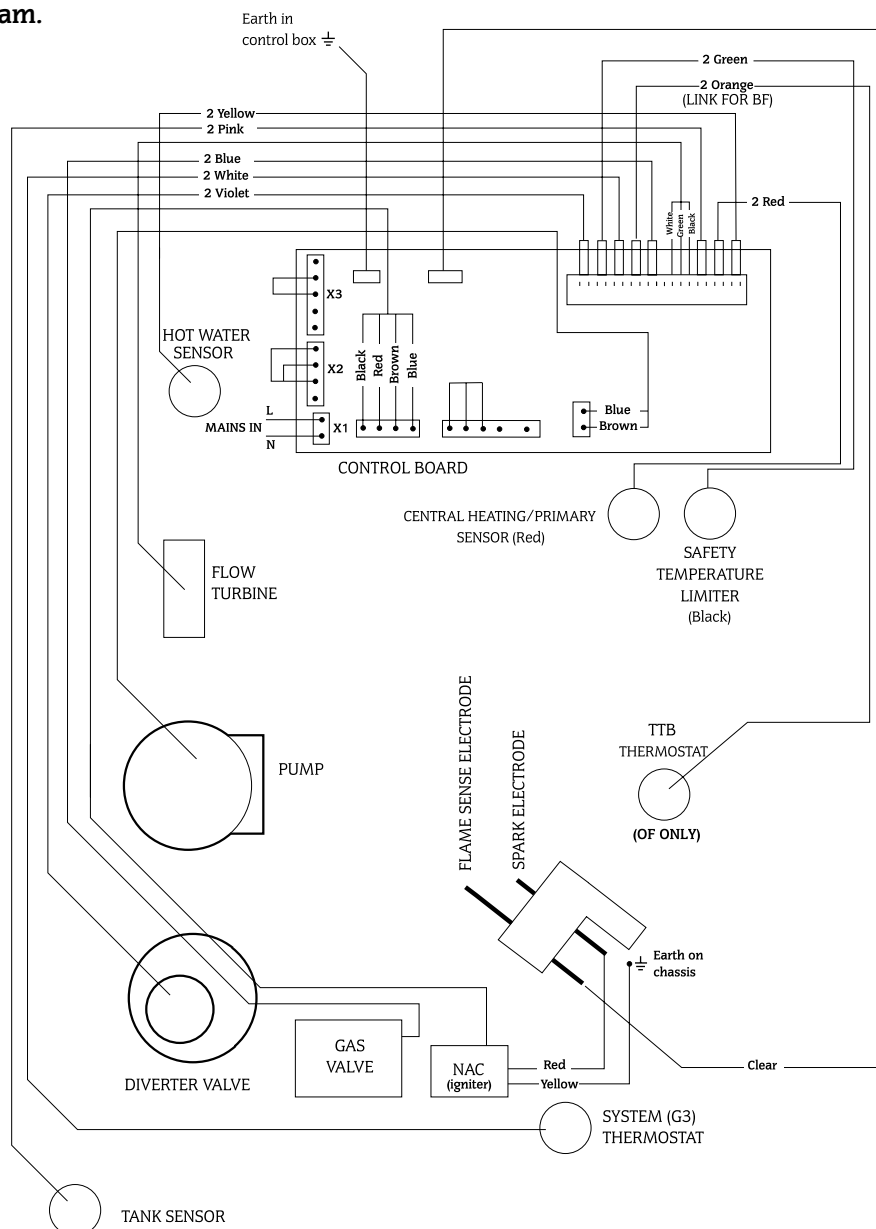 am.
Earth in
control box
2 Green
2 Orange
(LINK FOR BF)
2 Yellow
2 Pink
2 Blue
2 White
2 Violet
2 Red
White
Green
Black
X3
HOT WATER
SENSOR
X2
Black
Red
Brown
Blue
L
MAINS IN
N
X1
Blue
Brown
CONTROL BOARD
CENTRAL HEATING/PRIMARY
SENSOR (Red)
SAFETY
TEMPERATURE
LIMITER
(Black)
FLOW
TURBINE
FLAME SENSE ELECTRODE
SPARK ELECTRODE
TTB
THERMOSTAT
PUMP
(OF ONLY)
Earth on
chassis
GAS
VALVE
NAC
(igniter)
Red
Yellow
Clear
DIVERTER VALVE
SYSTEM (G3)
THERMOSTAT
TANK SENSOR